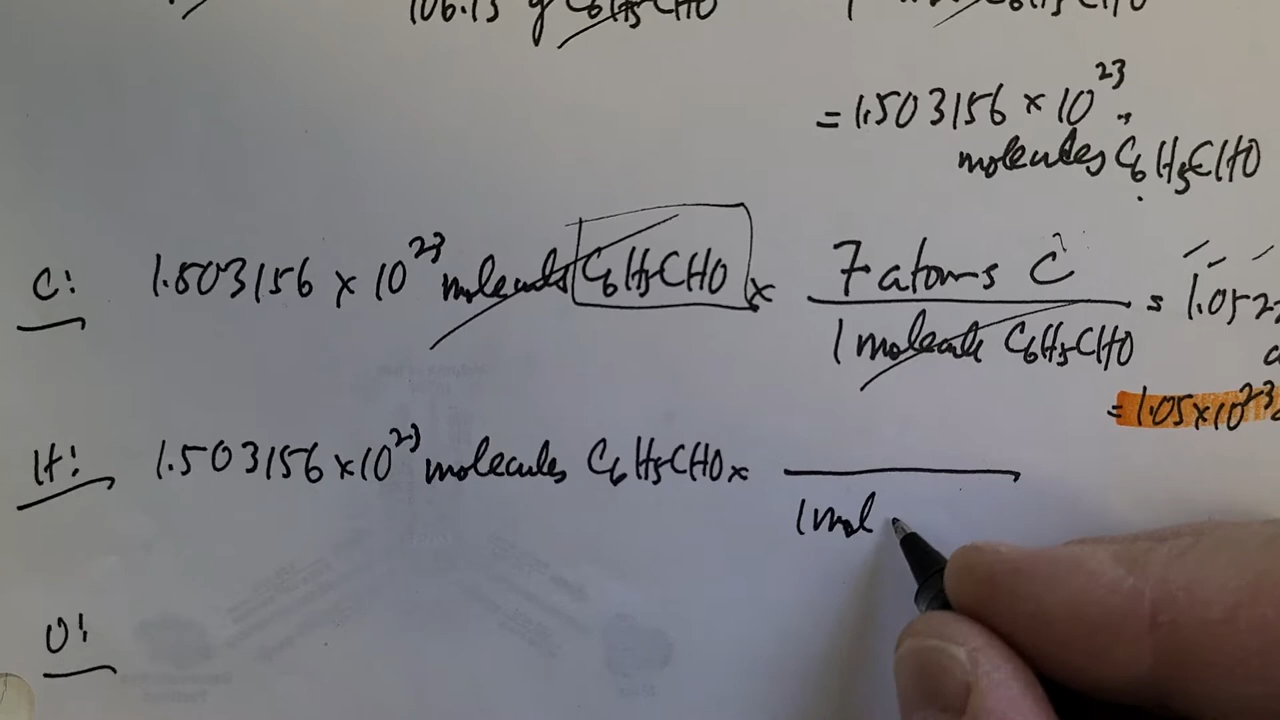 106.13 g C6H5CHO
C6H5CHO
= 1.503156 × 10^23
molecules C6H5CHO
C: 1.503156 × 10^23 molecules C6H5CHO × 7 atoms C = 1.052
1 molecule C6H5CHO
= 1.05×10^23
H: 1.503156×10^23 molecules C6H5CHO ×
1 mol
O: